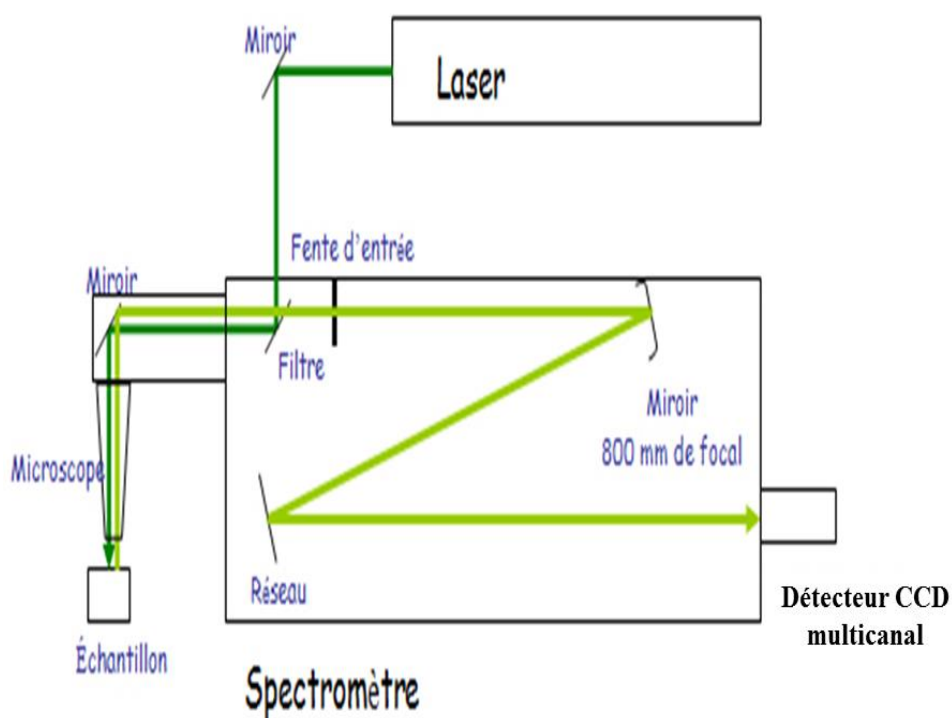 Miroir
Laser
Fente d'entrée
Miroir
Filtre
Miroir
800 mm de focal
Microscope
Réseau
Détecteur CCD
multicanal
Échantillon
Spectromètre